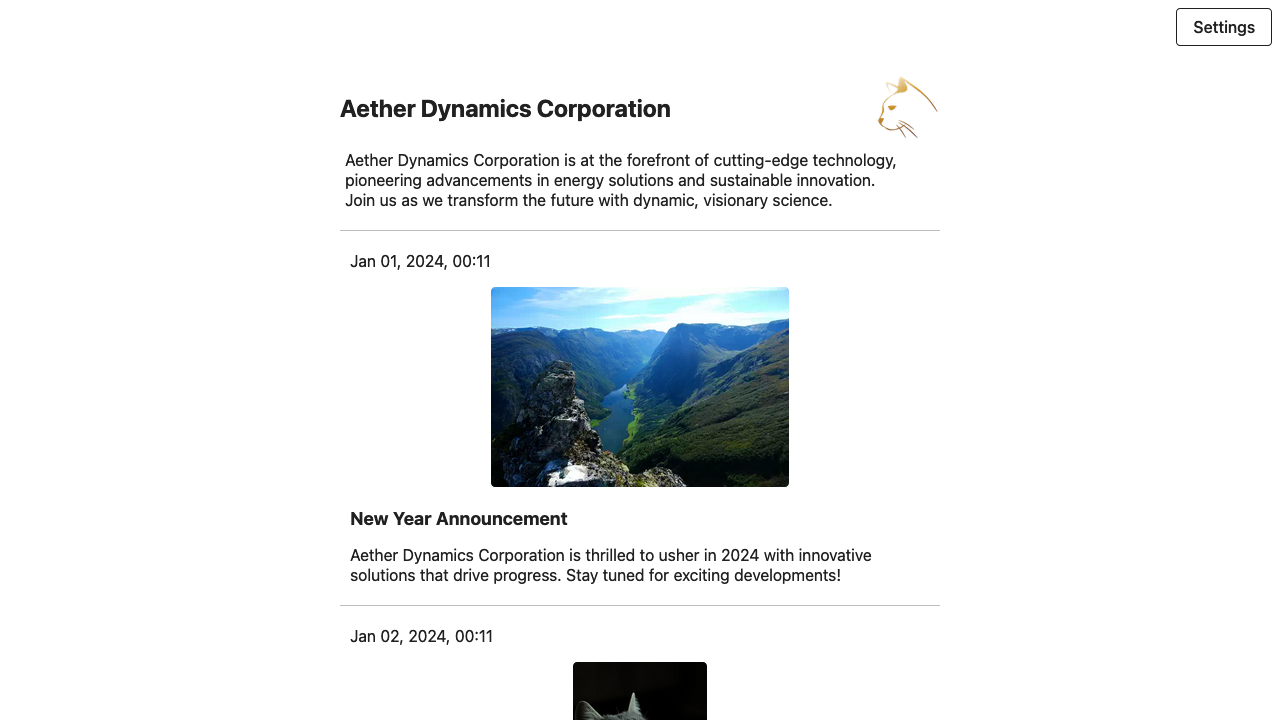 Settings
Aether Dynamics Corporation
Aether Dynamics Corporation is at the forefront of cutting-edge technology,
pioneering advancements in energy solutions and sustainable innovation.
Join us as we transform the future with dynamic, visionary science.
Jan 01, 2024, 00:11
New Year Announcement
Aether Dynamics Corporation is thrilled to usher in 2024 with innovative
solutions that drive progress. Stay tuned for exciting developments!
Jan 02, 2024, 00:11